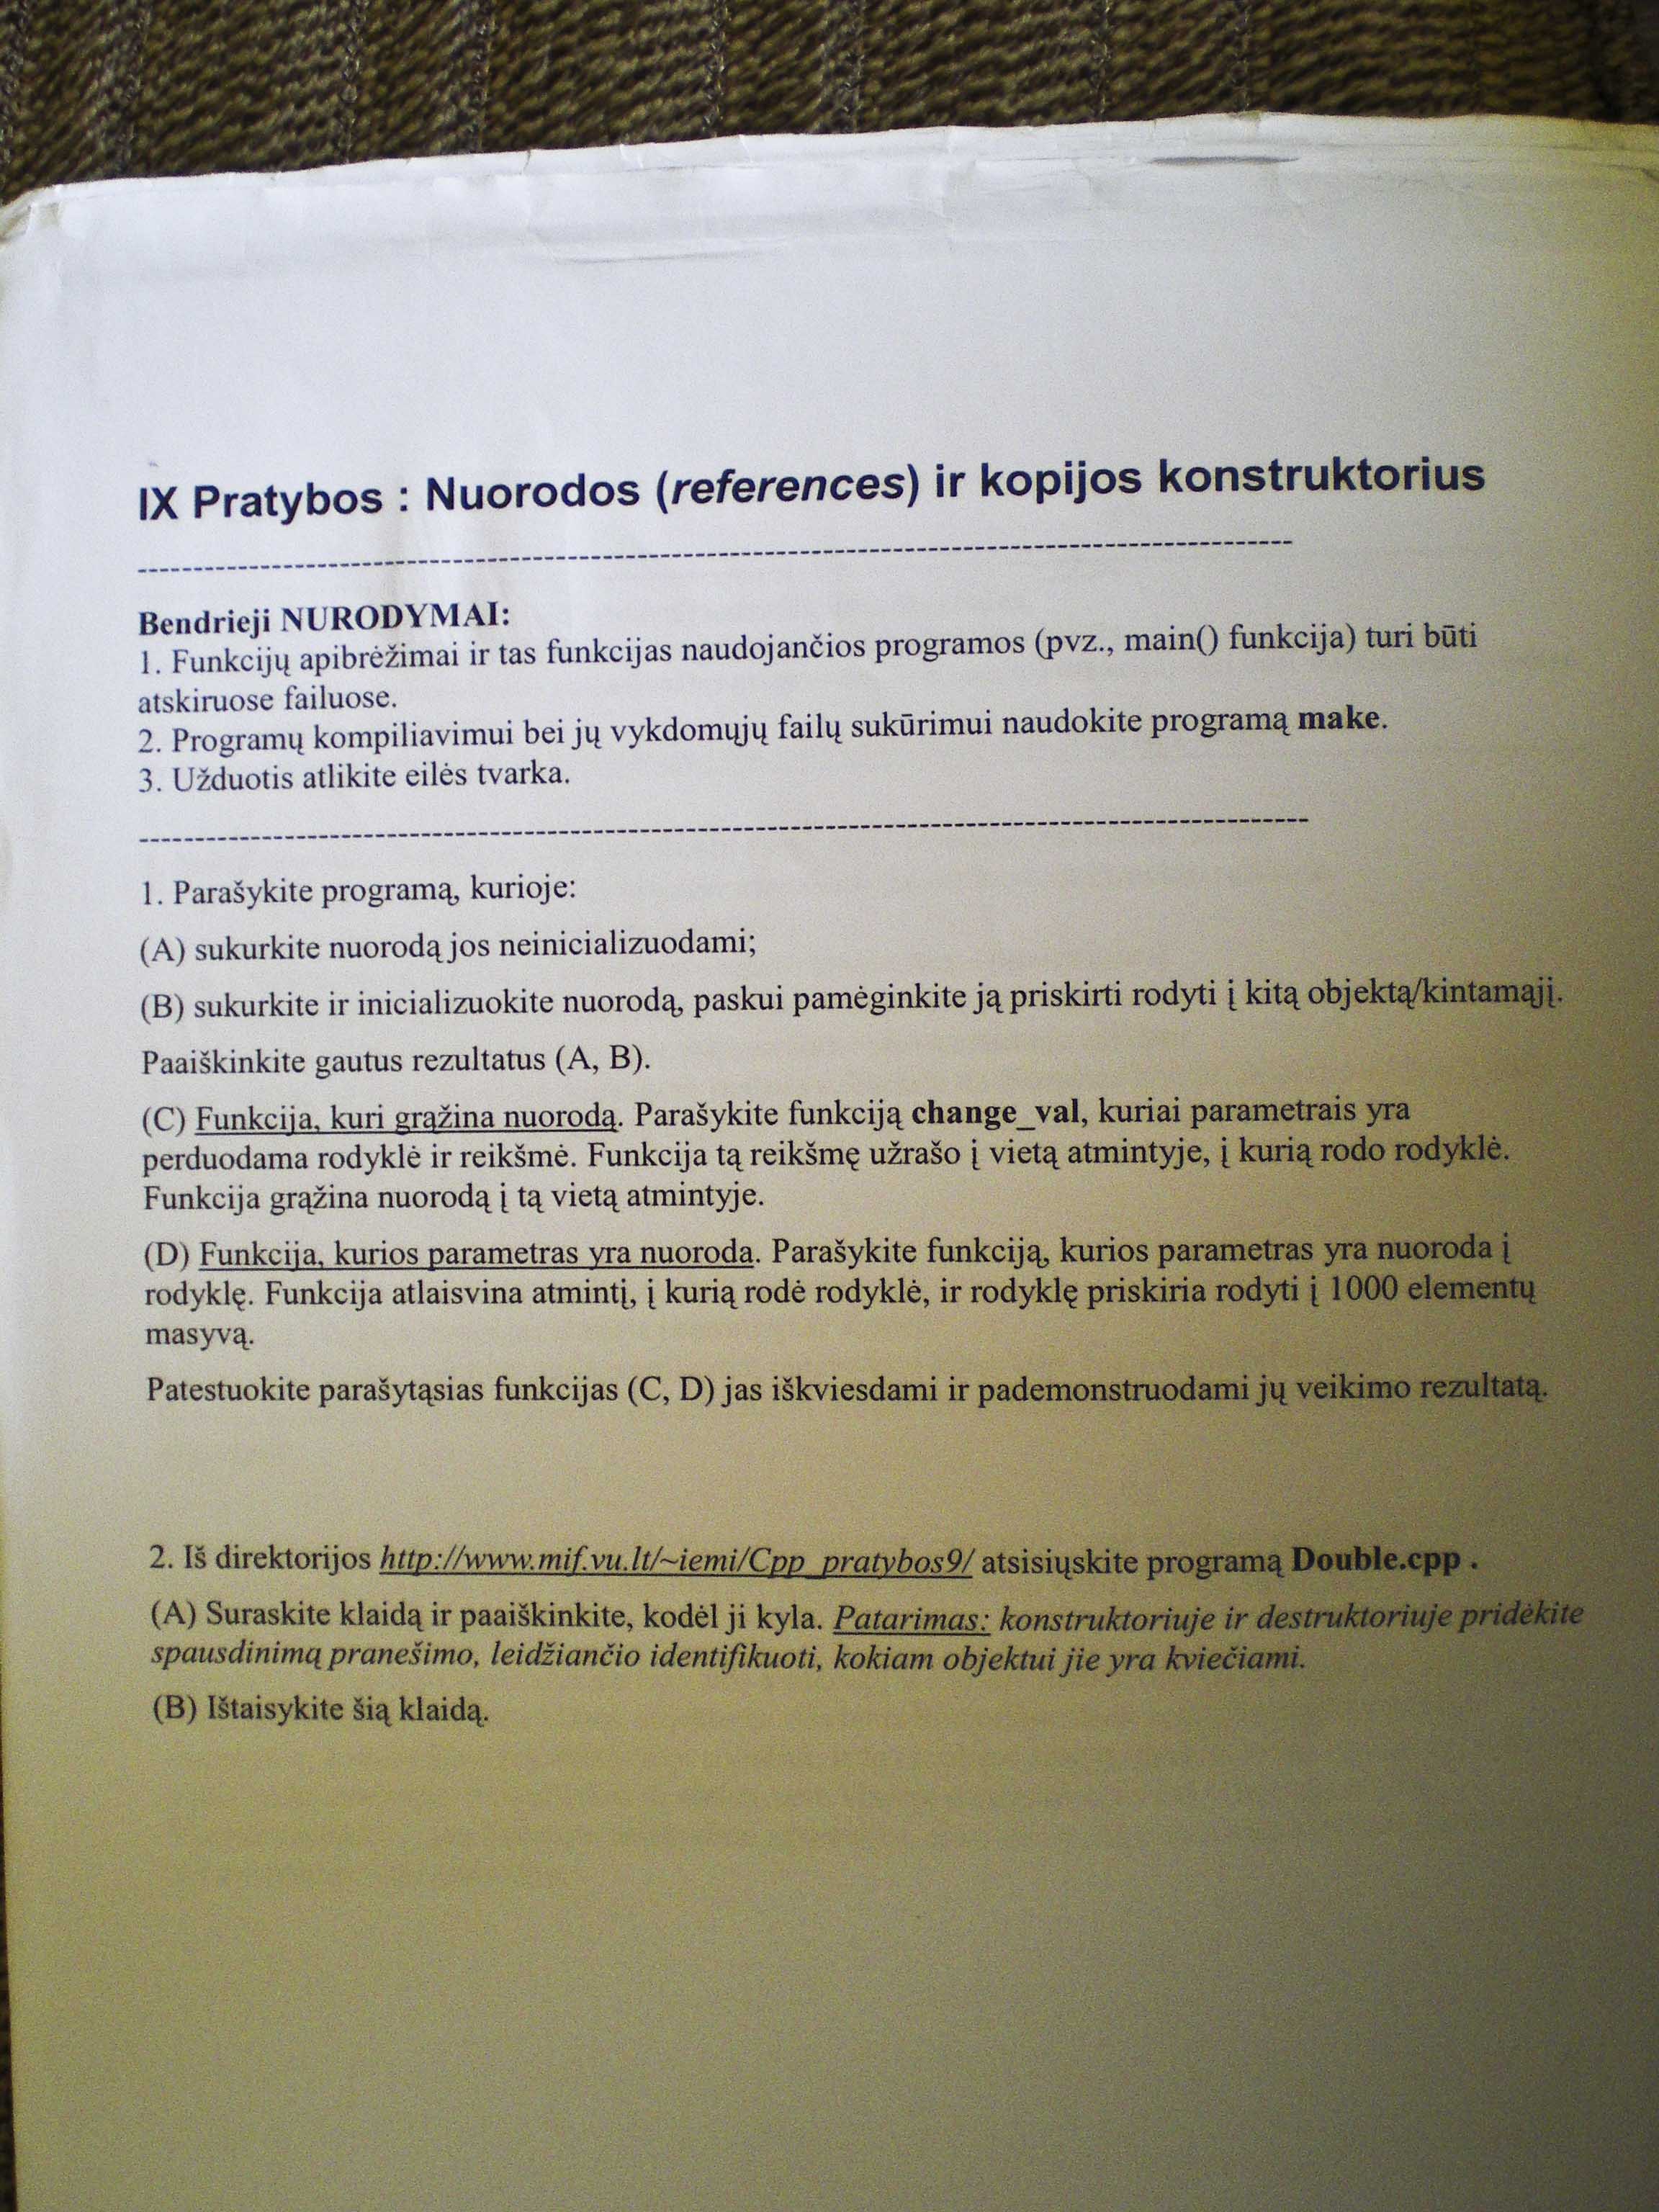 IX Pratybos : Nuorodos (references) ir kopijos konstruktorius
Bendrieji NURODYMAI:
1. Funkcijų apibrėžimai ir tas funkcijas naudojančios programos (pvz., main() funkcija) turi būti
atskiruose failuose.
2. Programų kompiliavimui bei jų vykdomųjų failų sukūrimui naudokite programą make.
3. Užduotis atlikite eilės tvarka.
1. Parašykite programą, kurioje:
(A) sukurkite nuorodą jos neinicializuodami;
(B) sukurkite ir inicializuokite nuorodą, paskui pamėginkite ją priskirti rodyti į kitą objektą/kintamąjį.
Paaiškinkite gautus rezultatus (A, B).
(C) Funkcija, kuri grąžina nuorodą. Parašykite funkciją change_val, kuriai parametrais yra
perduodama rodyklė ir reikšmė. Funkcija tą reikšmę užrašo į vietą atmintyje, į kurią rodo rodyklė.
Funkcija grąžina nuorodą į tą vietą atmintyje.
(D) Funkcija, kurios parametras yra nuoroda. Parašykite funkciją, kurios parametras yra nuoroda į
rodyklę. Funkcija atlaisvina atmintį, į kurią rodė rodyklė, ir rodyklę priskiria rodyti į 1000 elementų
masyvą.
Patestuokite parašytąsias funkcijas (C, D) jas iškviesdami ir pademonstruodami jų veikimo rezultatą.
2. Iš direktorijos http://www.mif.vu.lt/~iemi/Cpp_pratybos9/ atsisiųskite programą Double.cpp .
(A) Suraskite klaidą ir paaiškinkite, kodėl ji kyla. Patarimas: konstruktoriuje ir destruktoriuje pridėkite
spausdinimą pranešimo, leidžiančio identifikuoti, kokiam objektui jie yra kviečiami.
(B) Ištaisykite šią klaidą.